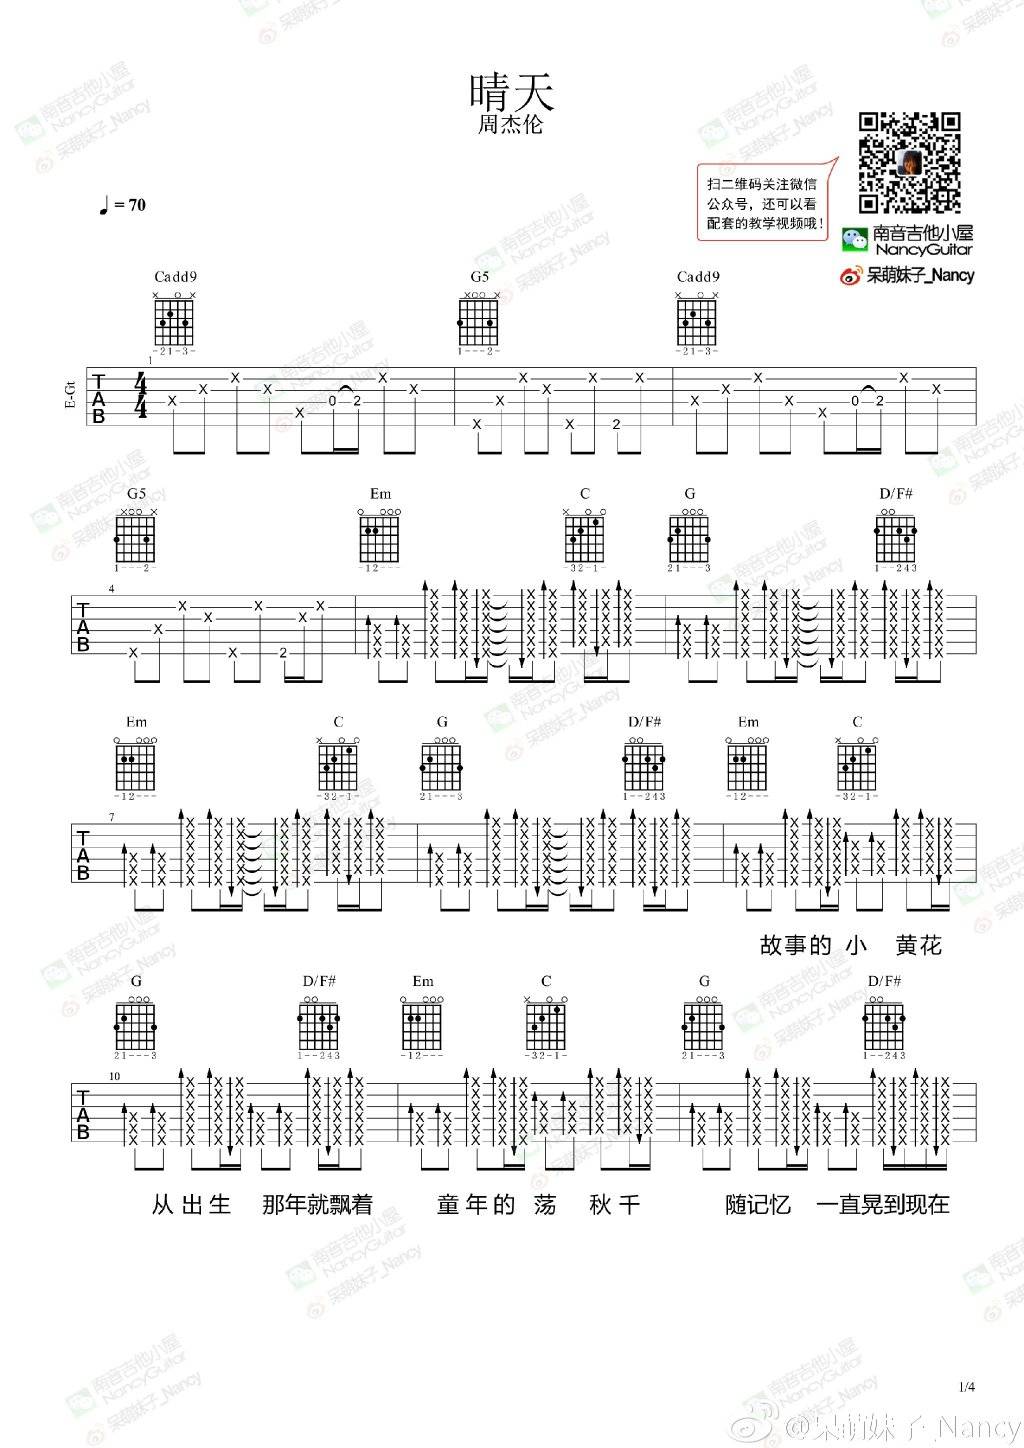 晴天
周杰伦
= 70
扫二维码关注微信
公众号，还可以看
配套的教学视频哦！
南音吉他小屋
NancyGuitar
呆萌妹子_Nancy
Cadd9 G5 Cadd9
-21-3- 1---2- -21-3-
E-Gt
1
T A B 4 4 0 2 2 0 2
G5 Em C G D/F#
1---2- -12--- -32-1- 21---3 1--243
4
T A B 2
Em C G D/F# Em C
-12--- -32-1- 21---3 1--243 -12--- -32-1-
7
T A B
故事的 小 黄花
G D/F# Em C G D/F#
21---3 1--243 -12--- -32-1- 21---3 1--243
10
T A B
从 出 生 那年就飘着 童 年 的 荡 秋 千 随记忆 一直晃到现在
1/4
@呆萌妹子_Nancy